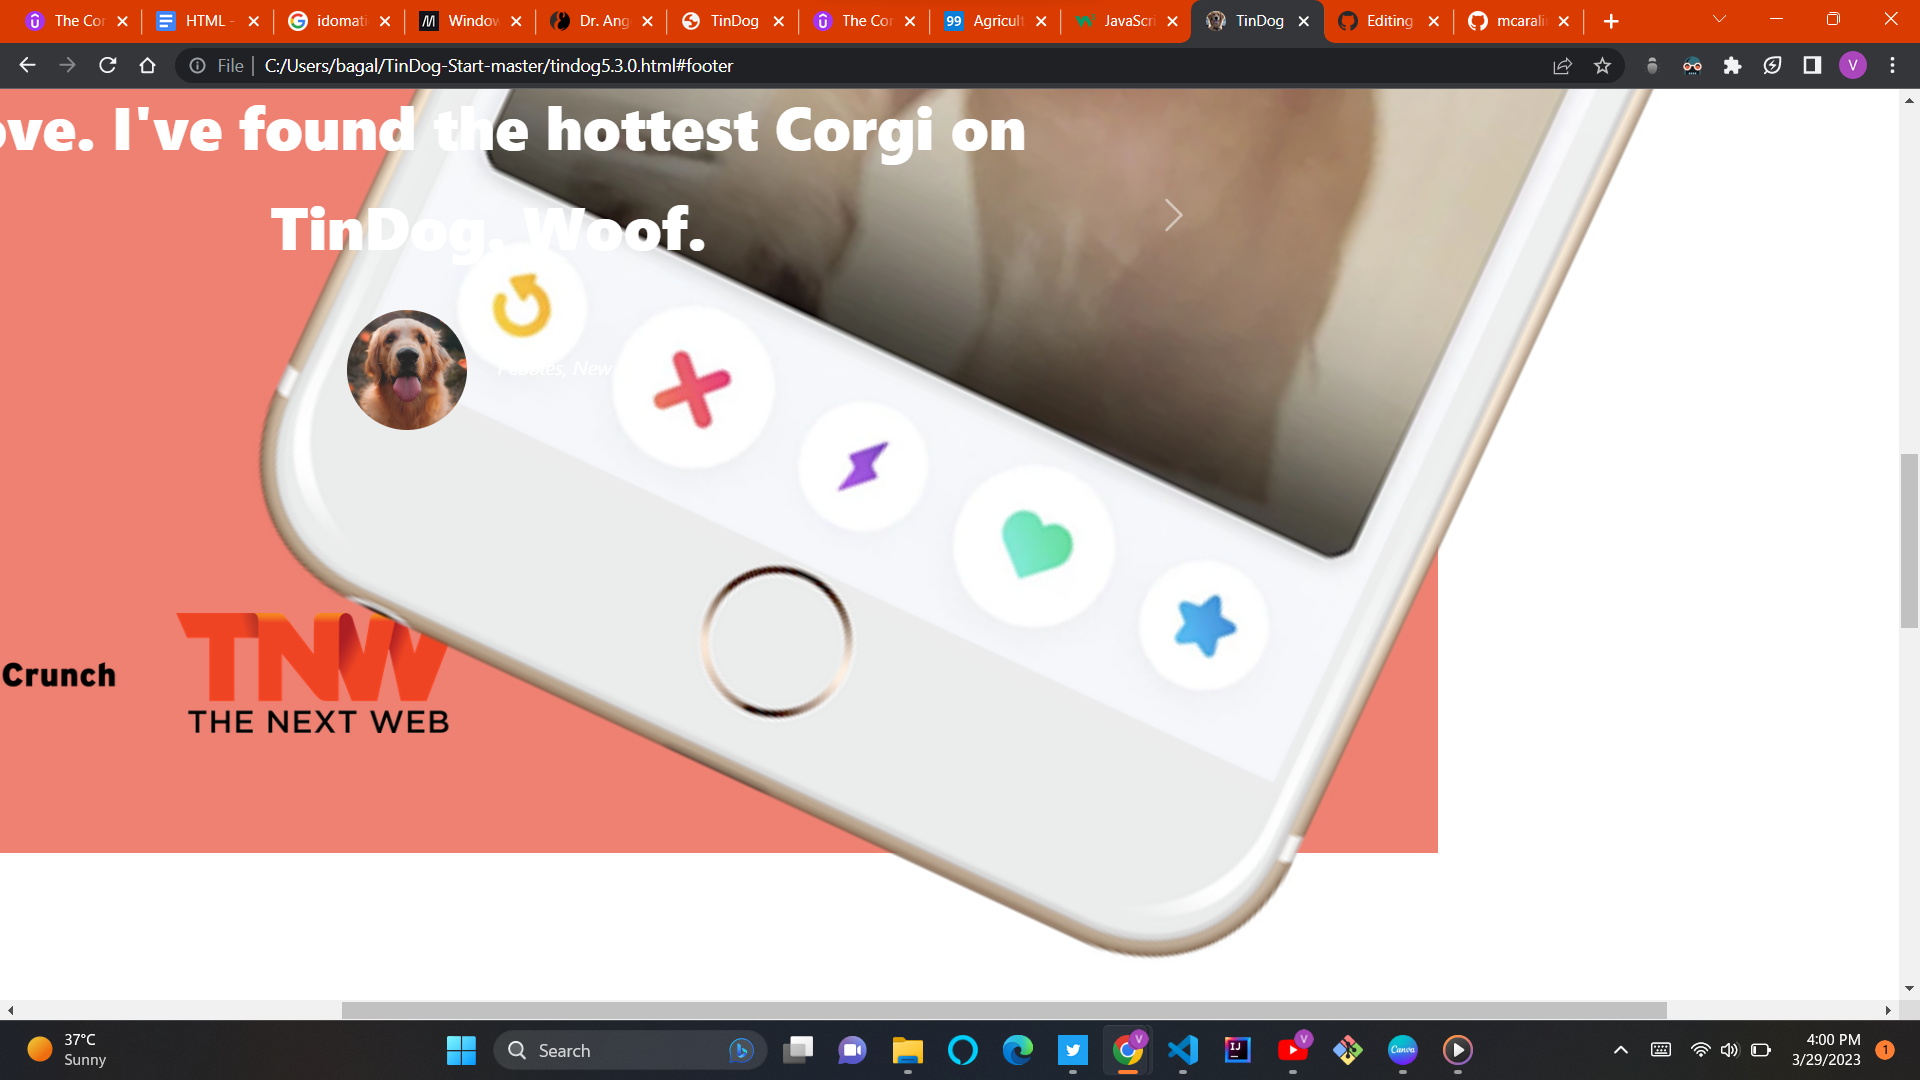 The Cor
HTML -
idomati
Window
Dr. Ang
TinDog
The Cor
Agricult
JavaScri
TinDog
Editing
mcarali
File
C:/Users/bagal/TinDog-Start-master/tindog5.3.0.html#footer
V
ove. I've found the hottest Corgi on
TinDog. Woof.
Pebbles, New
Crunch
TNW
THE NEXT WEB
37°C
Sunny
Search
4:00 PM
3/29/2023
1